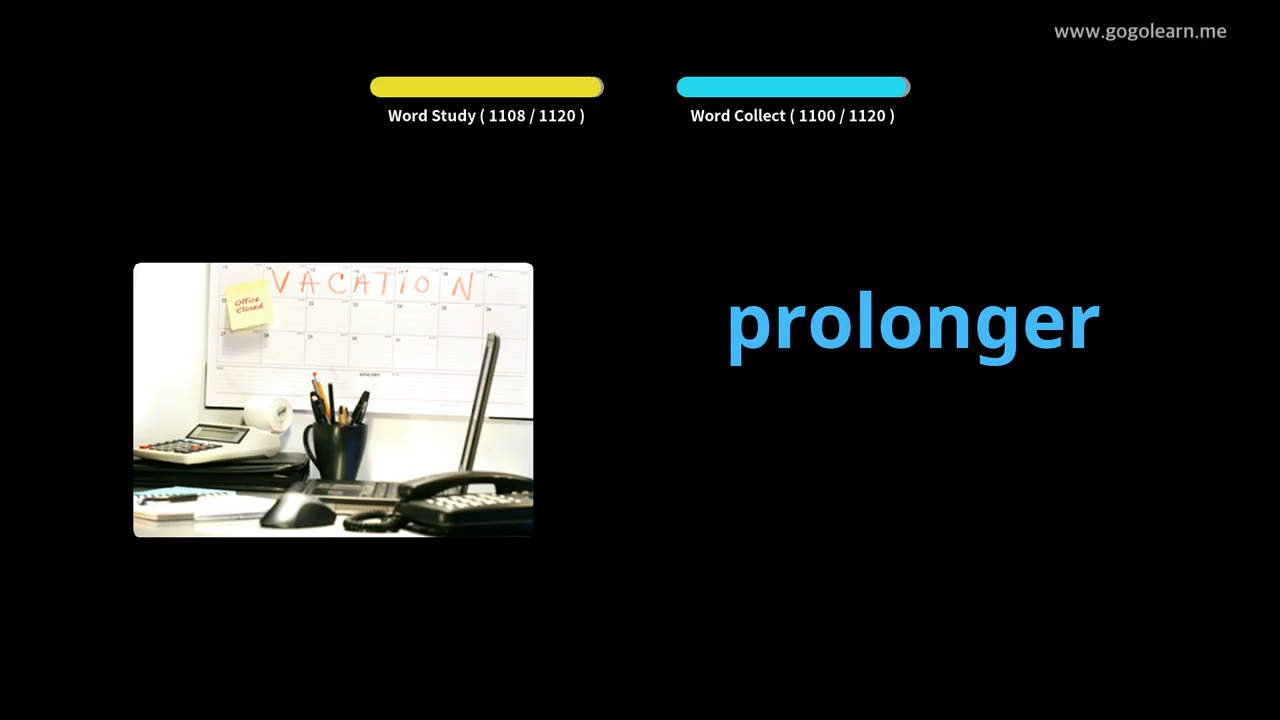 www.gogolearn.me
Word Study ( 1108 / 1120 )
Word Collect ( 1100 / 1120 )
VACATION
Office
Closed
prolonger